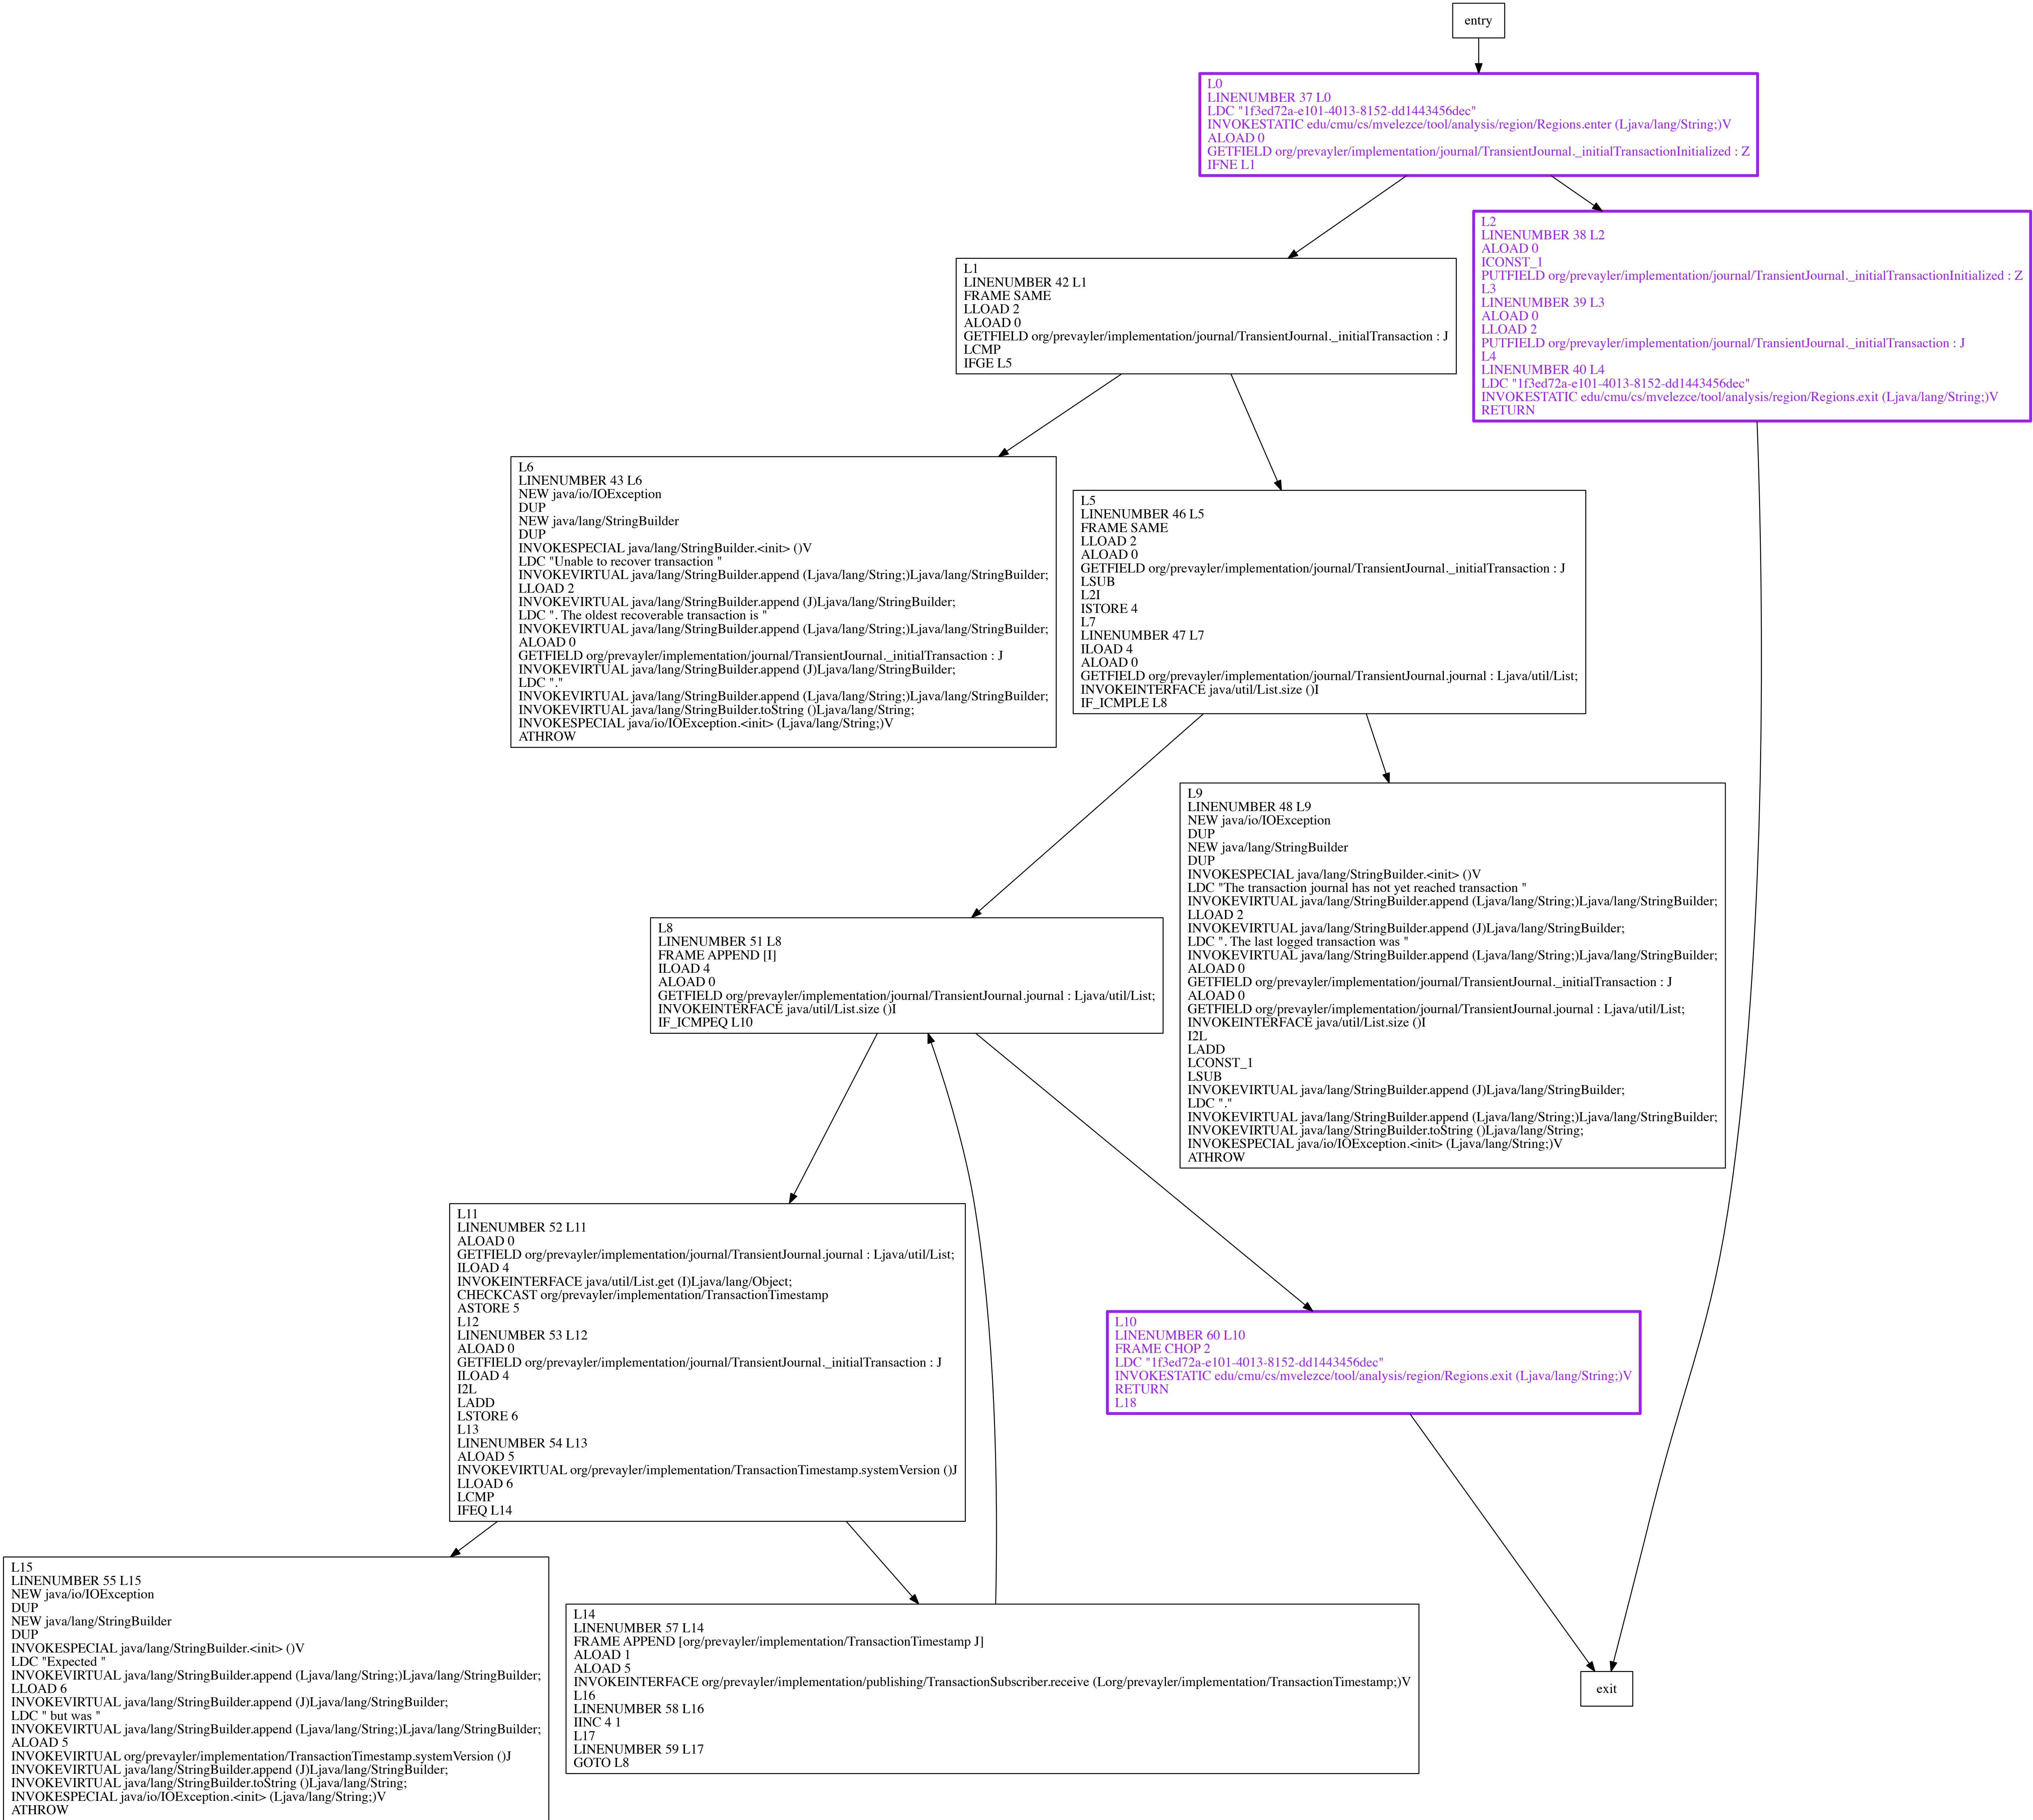 entry
L0
LINENUMBER 37 L0
LDC "1f3ed72a-e101-4013-8152-dd1443456dec"
INVOKESTATIC edu/cmu/cs/mvelezce/tool/analysis/region/Regions.enter (Ljava/lang/String;)V
ALOAD 0
GETFIELD org/prevayler/implementation/journal/TransientJournal._initialTransactionInitialized : Z
IFNE L1
L2
LINENUMBER 38 L2
ALOAD 0
ICONST_1
PUTFIELD org/prevayler/implementation/journal/TransientJournal._initialTransactionInitialized : Z
L3
LINENUMBER 39 L3
ALOAD 0
LLOAD 2
PUTFIELD org/prevayler/implementation/journal/TransientJournal._initialTransaction : J
L4
LINENUMBER 40 L4
LDC "1f3ed72a-e101-4013-8152-dd1443456dec"
INVOKESTATIC edu/cmu/cs/mvelezce/tool/analysis/region/Regions.exit (Ljava/lang/String;)V
RETURN
L1
LINENUMBER 42 L1
FRAME SAME
LLOAD 2
ALOAD 0
GETFIELD org/prevayler/implementation/journal/TransientJournal._initialTransaction : J
LCMP
IFGE L5
L6
LINENUMBER 43 L6
NEW java/io/IOException
DUP
NEW java/lang/StringBuilder
DUP
INVOKESPECIAL java/lang/StringBuilder.<init> ()V
LDC "Unable to recover transaction "
INVOKEVIRTUAL java/lang/StringBuilder.append (Ljava/lang/String;)Ljava/lang/StringBuilder;
LLOAD 2
INVOKEVIRTUAL java/lang/StringBuilder.append (J)Ljava/lang/StringBuilder;
LDC ". The oldest recoverable transaction is "
INVOKEVIRTUAL java/lang/StringBuilder.append (Ljava/lang/String;)Ljava/lang/StringBuilder;
ALOAD 0
GETFIELD org/prevayler/implementation/journal/TransientJournal._initialTransaction : J
INVOKEVIRTUAL java/lang/StringBuilder.append (J)Ljava/lang/StringBuilder;
LDC "."
INVOKEVIRTUAL java/lang/StringBuilder.append (Ljava/lang/String;)Ljava/lang/StringBuilder;
INVOKEVIRTUAL java/lang/StringBuilder.toString ()Ljava/lang/String;
INVOKESPECIAL java/io/IOException.<init> (Ljava/lang/String;)V
ATHROW
L5
LINENUMBER 46 L5
FRAME SAME
LLOAD 2
ALOAD 0
GETFIELD org/prevayler/implementation/journal/TransientJournal._initialTransaction : J
LSUB
L2I
ISTORE 4
L7
LINENUMBER 47 L7
ILOAD 4
ALOAD 0
GETFIELD org/prevayler/implementation/journal/TransientJournal.journal : Ljava/util/List;
INVOKEINTERFACE java/util/List.size ()I
IF_ICMPLE L8
L9
LINENUMBER 48 L9
NEW java/io/IOException
DUP
NEW java/lang/StringBuilder
DUP
INVOKESPECIAL java/lang/StringBuilder.<init> ()V
LDC "The transaction journal has not yet reached transaction "
INVOKEVIRTUAL java/lang/StringBuilder.append (Ljava/lang/String;)Ljava/lang/StringBuilder;
LLOAD 2
INVOKEVIRTUAL java/lang/StringBuilder.append (J)Ljava/lang/StringBuilder;
LDC ". The last logged transaction was "
INVOKEVIRTUAL java/lang/StringBuilder.append (Ljava/lang/String;)Ljava/lang/StringBuilder;
ALOAD 0
GETFIELD org/prevayler/implementation/journal/TransientJournal._initialTransaction : J
ALOAD 0
GETFIELD org/prevayler/implementation/journal/TransientJournal.journal : Ljava/util/List;
INVOKEINTERFACE java/util/List.size ()I
I2L
LADD
LCONST_1
LSUB
INVOKEVIRTUAL java/lang/StringBuilder.append (J)Ljava/lang/StringBuilder;
LDC "."
INVOKEVIRTUAL java/lang/StringBuilder.append (Ljava/lang/String;)Ljava/lang/StringBuilder;
INVOKEVIRTUAL java/lang/StringBuilder.toString ()Ljava/lang/String;
INVOKESPECIAL java/io/IOException.<init> (Ljava/lang/String;)V
ATHROW
L8
LINENUMBER 51 L8
FRAME APPEND [I]
ILOAD 4
ALOAD 0
GETFIELD org/prevayler/implementation/journal/TransientJournal.journal : Ljava/util/List;
INVOKEINTERFACE java/util/List.size ()I
IF_ICMPEQ L10
L11
LINENUMBER 52 L11
ALOAD 0
GETFIELD org/prevayler/implementation/journal/TransientJournal.journal : Ljava/util/List;
ILOAD 4
INVOKEINTERFACE java/util/List.get (I)Ljava/lang/Object;
CHECKCAST org/prevayler/implementation/TransactionTimestamp
ASTORE 5
L12
LINENUMBER 53 L12
ALOAD 0
GETFIELD org/prevayler/implementation/journal/TransientJournal._initialTransaction : J
ILOAD 4
I2L
LADD
LSTORE 6
L13
LINENUMBER 54 L13
ALOAD 5
INVOKEVIRTUAL org/prevayler/implementation/TransactionTimestamp.systemVersion ()J
LLOAD 6
LCMP
IFEQ L14
L10
LINENUMBER 60 L10
FRAME CHOP 2
LDC "1f3ed72a-e101-4013-8152-dd1443456dec"
INVOKESTATIC edu/cmu/cs/mvelezce/tool/analysis/region/Regions.exit (Ljava/lang/String;)V
RETURN
L18
L15
LINENUMBER 55 L15
NEW java/io/IOException
DUP
NEW java/lang/StringBuilder
DUP
INVOKESPECIAL java/lang/StringBuilder.<init> ()V
LDC "Expected "
INVOKEVIRTUAL java/lang/StringBuilder.append (Ljava/lang/String;)Ljava/lang/StringBuilder;
LLOAD 6
INVOKEVIRTUAL java/lang/StringBuilder.append (J)Ljava/lang/StringBuilder;
LDC " but was "
INVOKEVIRTUAL java/lang/StringBuilder.append (Ljava/lang/String;)Ljava/lang/StringBuilder;
ALOAD 5
INVOKEVIRTUAL org/prevayler/implementation/TransactionTimestamp.systemVersion ()J
INVOKEVIRTUAL java/lang/StringBuilder.append (J)Ljava/lang/StringBuilder;
INVOKEVIRTUAL java/lang/StringBuilder.toString ()Ljava/lang/String;
INVOKESPECIAL java/io/IOException.<init> (Ljava/lang/String;)V
ATHROW
L14
LINENUMBER 57 L14
FRAME APPEND [org/prevayler/implementation/TransactionTimestamp J]
ALOAD 1
ALOAD 5
INVOKEINTERFACE org/prevayler/implementation/publishing/TransactionSubscriber.receive (Lorg/prevayler/implementation/TransactionTimestamp;)V
L16
LINENUMBER 58 L16
IINC 4 1
L17
LINENUMBER 59 L17
GOTO L8
exit